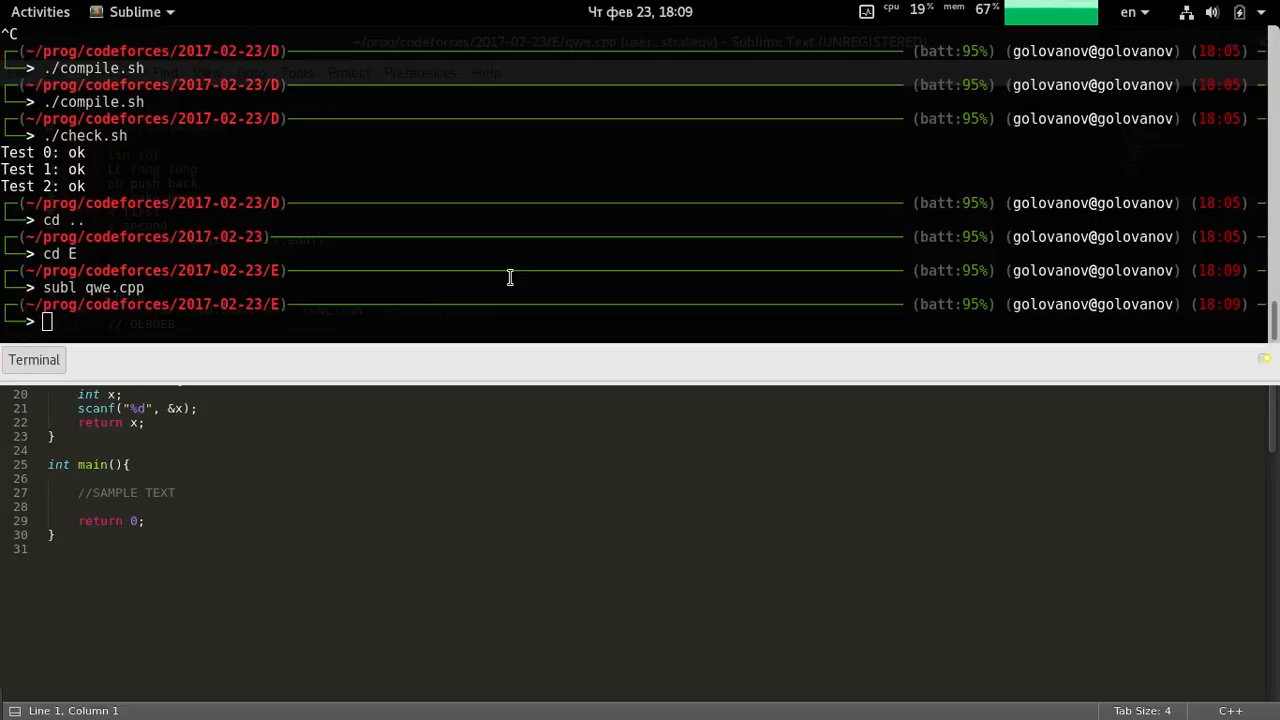 Activities Sublime Чт фев 23, 18:09 cpu 19% mem 67% en
^C
(~/prog/codeforces/2017-02-23/D) (batt:95%) (golovanov@golovanov) (18:05)
> ./compile.sh
(~/prog/codeforces/2017-02-23/D) (batt:95%) (golovanov@golovanov) (18:05)
> ./compile.sh
(~/prog/codeforces/2017-02-23/D) (batt:95%) (golovanov@golovanov) (18:05)
> ./check.sh
Test 0: ok
Test 1: ok
Test 2: ok
(~/prog/codeforces/2017-02-23/D) (batt:95%) (golovanov@golovanov) (18:05)
> cd ..
(~/prog/codeforces/2017-02-23) (batt:95%) (golovanov@golovanov) (18:05)
> cd E
(~/prog/codeforces/2017-02-23/E) (batt:95%) (golovanov@golovanov) (18:09)
> subl qwe.cpp
(~/prog/codeforces/2017-02-23/E) (batt:95%) (golovanov@golovanov) (18:09)
>
Terminal
20 int x;
21 scanf("%d", &x);
22 return x;
23 }
24
25 int main(){
26
27 //SAMPLE TEXT
28
29 return 0;
30 }
31
Line 1, Column 1 Tab Size: 4 C++